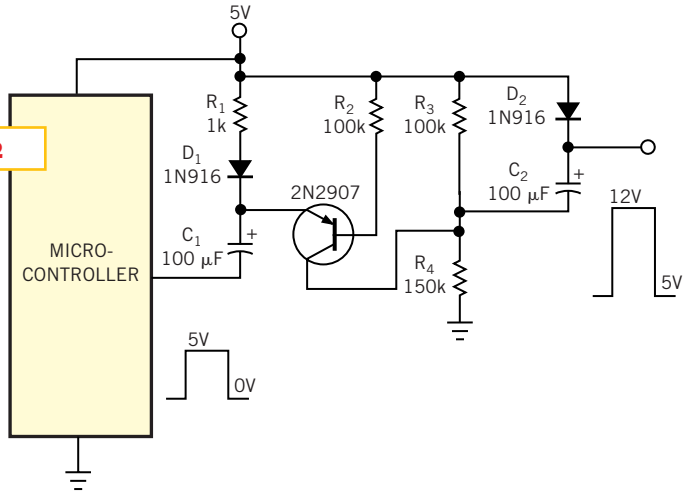 5V
R1
1k
R2
100k
R3
100k
D2
1N916
D1
1N916
2N2907
C2
100 µF
+
12V
5V
C1
100 µF
+
MICRO-
CONTROLLER
R4
150k
5V
0V